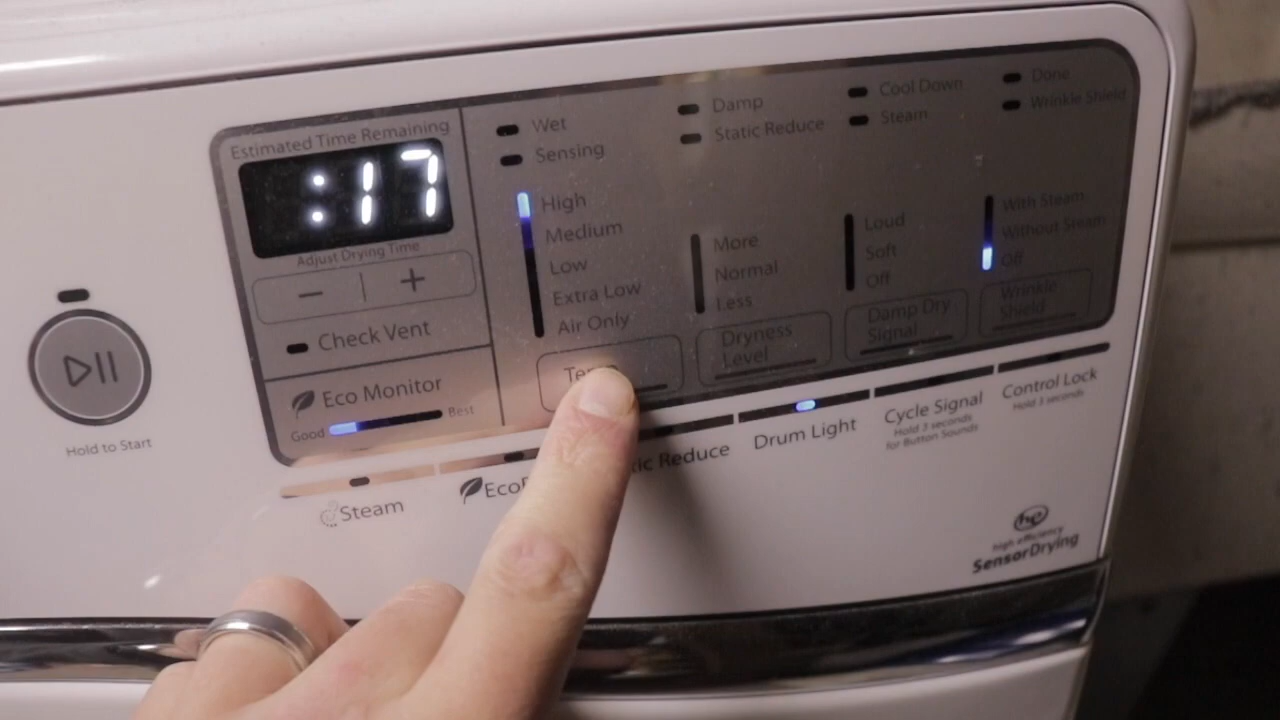 Estimated Time Remaining
:17
Adjust Drying Time
− +
Check Vent
Eco Monitor
Good Best
Hold to Start
Wet
Sensing
High
Medium
Low
Extra Low
Air Only
Damp
Static Reduce
More
Normal
Less
Dryness
Level
Cool Down
Steam
Loud
Soft
Off
Damp Dry
Signal
Done
Wrinkle Shield
With Steam
Without Steam
Off
Wrinkle
Shield
Steam
Reduce
Drum Light
Cycle Signal
Hold 3 seconds
for Button Sounds
Control Lock
Hold 3 seconds
he
high efficiency
SensorDrying